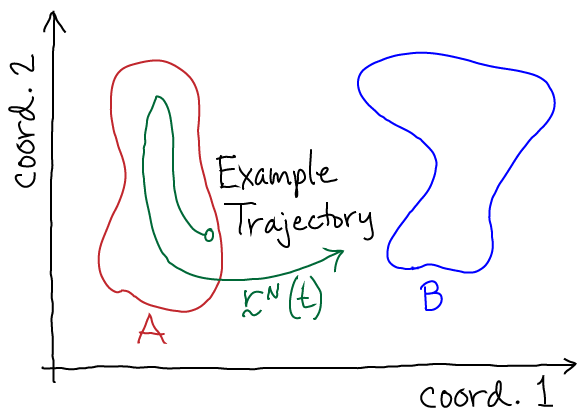 coord. 2
Example
Trajectory
r^N(t)
A
B
coord. 1